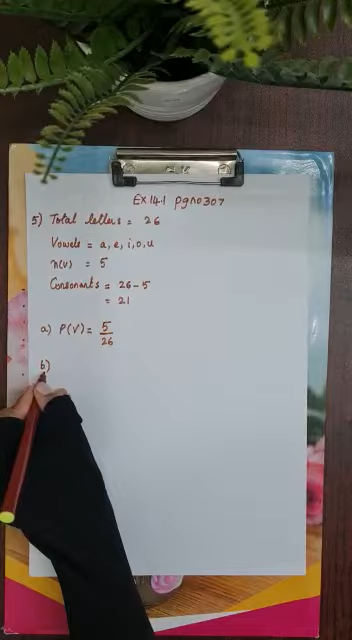 Ex 14.1 pg no 307
5) Total letters = 26
Vowels = a, e, i, o, u
n(v) = 5
Consonants = 26 - 5
= 21
a) P(V) = 5/26
b)